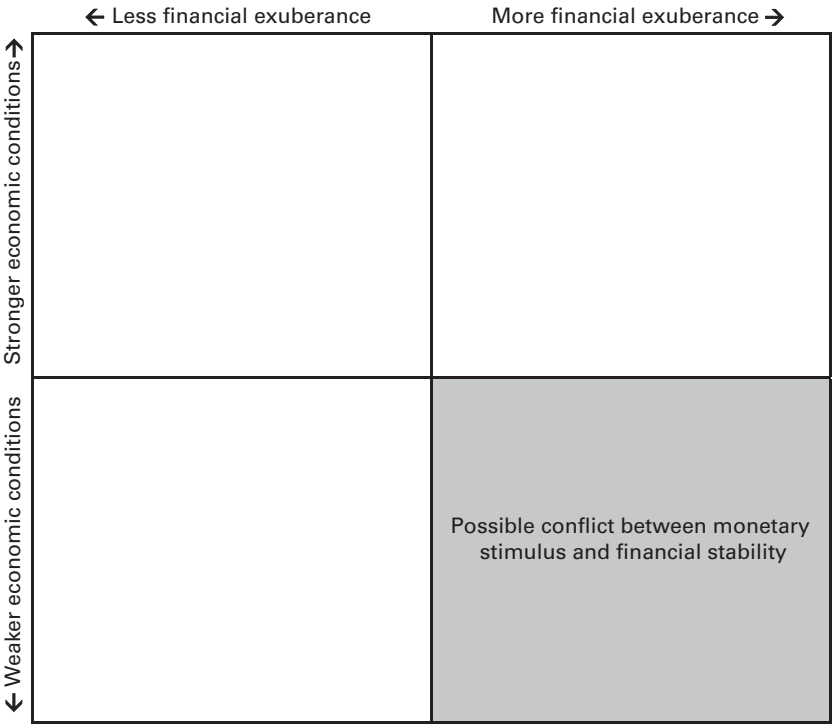 ← Less financial exuberance
More financial exuberance →
Stronger economic conditions→
← Weaker economic conditions
Possible conflict between monetary
stimulus and financial stability